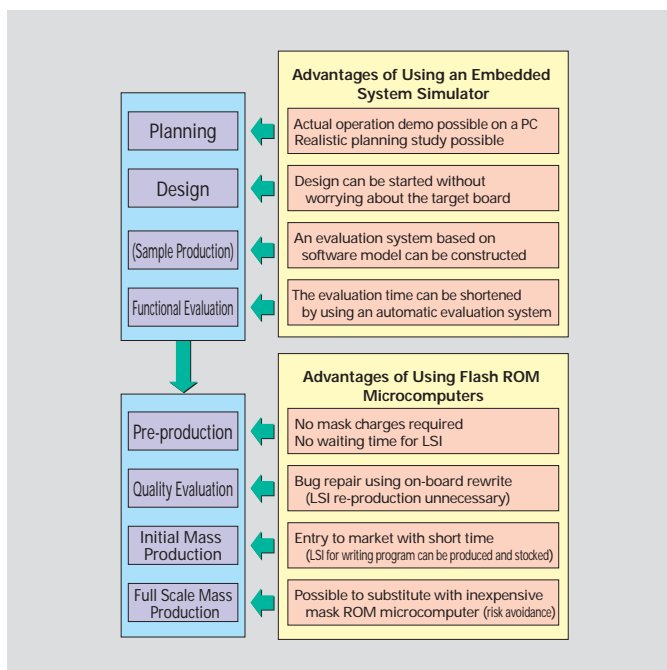 Advantages of Using an Embedded
System Simulator
Planning
Actual operation demo possible on a PC
Realistic planning study possible
Design
Design can be started without
worrying about the target board
(Sample Production)
An evaluation system based on
software model can be constructed
Functional Evaluation
The evaluation time can be shortened
by using an automatic evaluation system
Advantages of Using Flash ROM
Microcomputers
Pre-production
No mask charges required
No waiting time for LSI
Quality Evaluation
Bug repair using on-board rewrite
(LSI re-production unnecessary)
Initial Mass
Production
Entry to market with short time
(LSI for writing program can be produced and stocked)
Full Scale Mass
Production
Possible to substitute with inexpensive
mask ROM microcomputer (risk avoidance)